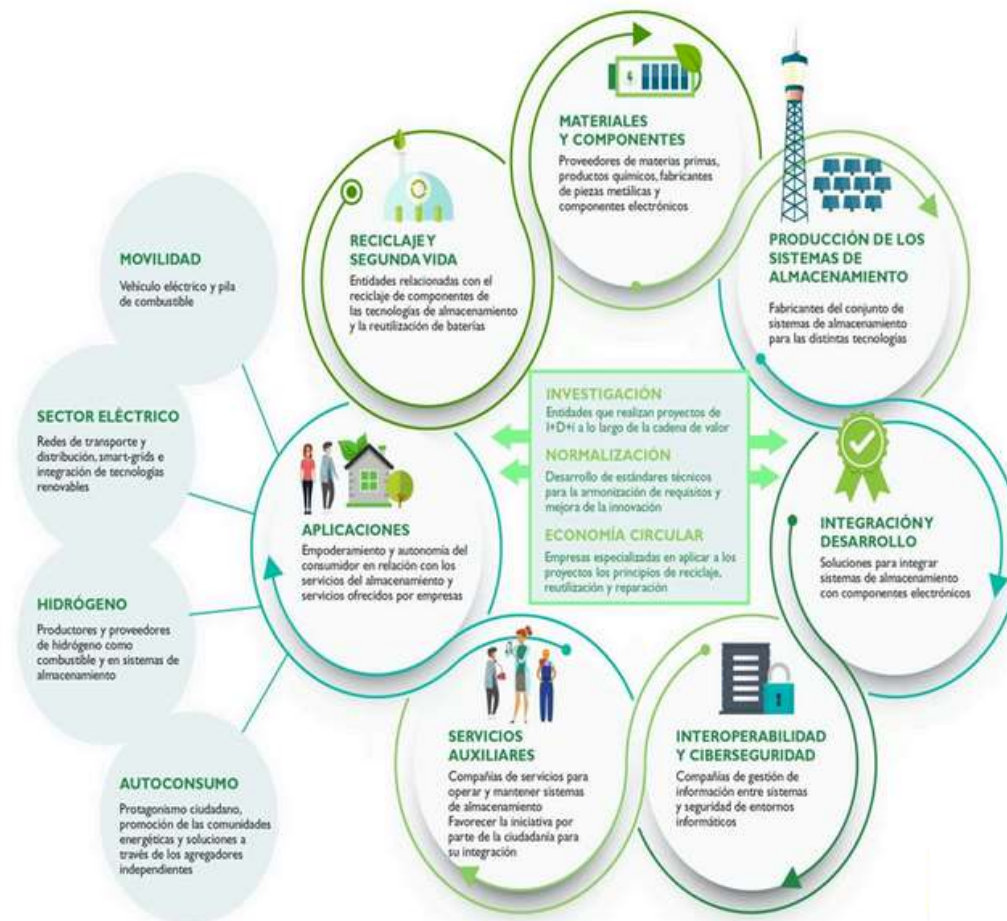 MATERIALES
Y COMPONENTES
Proveedores de materias primas,
productos químicos, fabricantes
de piezas metálicas y
componentes electrónicos
PRODUCCIÓN DE LOS
SISTEMAS DE
ALMACENAMIENTO
Fabricantes del conjunto de
sistemas de almacenamiento
para las distintas tecnologías
RECICLAJE Y
SEGUNDA VIDA
Entidades relacionadas con el
reciclaje de componentes de
las tecnologías de almacenamiento
y la reutilización de baterías
MOVILIDAD
Vehículo eléctrico y pila
de combustible
SECTOR ELÉCTRICO
Redes de transporte y
distribución, smart-grids e
integración de tecnologías
renovables
HIDRÓGENO
Productores y proveedores
de hidrógeno como
combustible y en sistemas de
almacenamiento
AUTOCONSUMO
Protagonismo ciudadano,
promoción de las comunidades
energéticas y soluciones a
través de los agregadores
independientes
INVESTIGACIÓN
Entidades que realizan proyectos de
I+D+i a lo largo de la cadena de valor
NORMALIZACIÓN
Desarrollo de estándares técnicos
para la armonización de requisitos y
mejora de la innovación
ECONOMÍA CIRCULAR
Empresas especializadas en aplicar a los
proyectos los principios de reciclaje,
reutilización y reparación
APLICACIONES
Empoderamiento y autonomía del
consumidor en relación con los
servicios del almacenamiento y
servicios ofrecidos por empresas
INTEGRACIÓN Y
DESARROLLO
Soluciones para integrar
sistemas de almacenamiento
con componentes electrónicos
SERVICIOS
AUXILIARES
Compañías de servicios para
operar y mantener sistemas
de almacenamiento
Favorecer la iniciativa por
parte de la ciudadanía para
su integración
INTEROPERABILIDAD
Y CIBERSEGURIDAD
Compañías de gestión de
información entre sistemas
y seguridad de entornos
informáticos